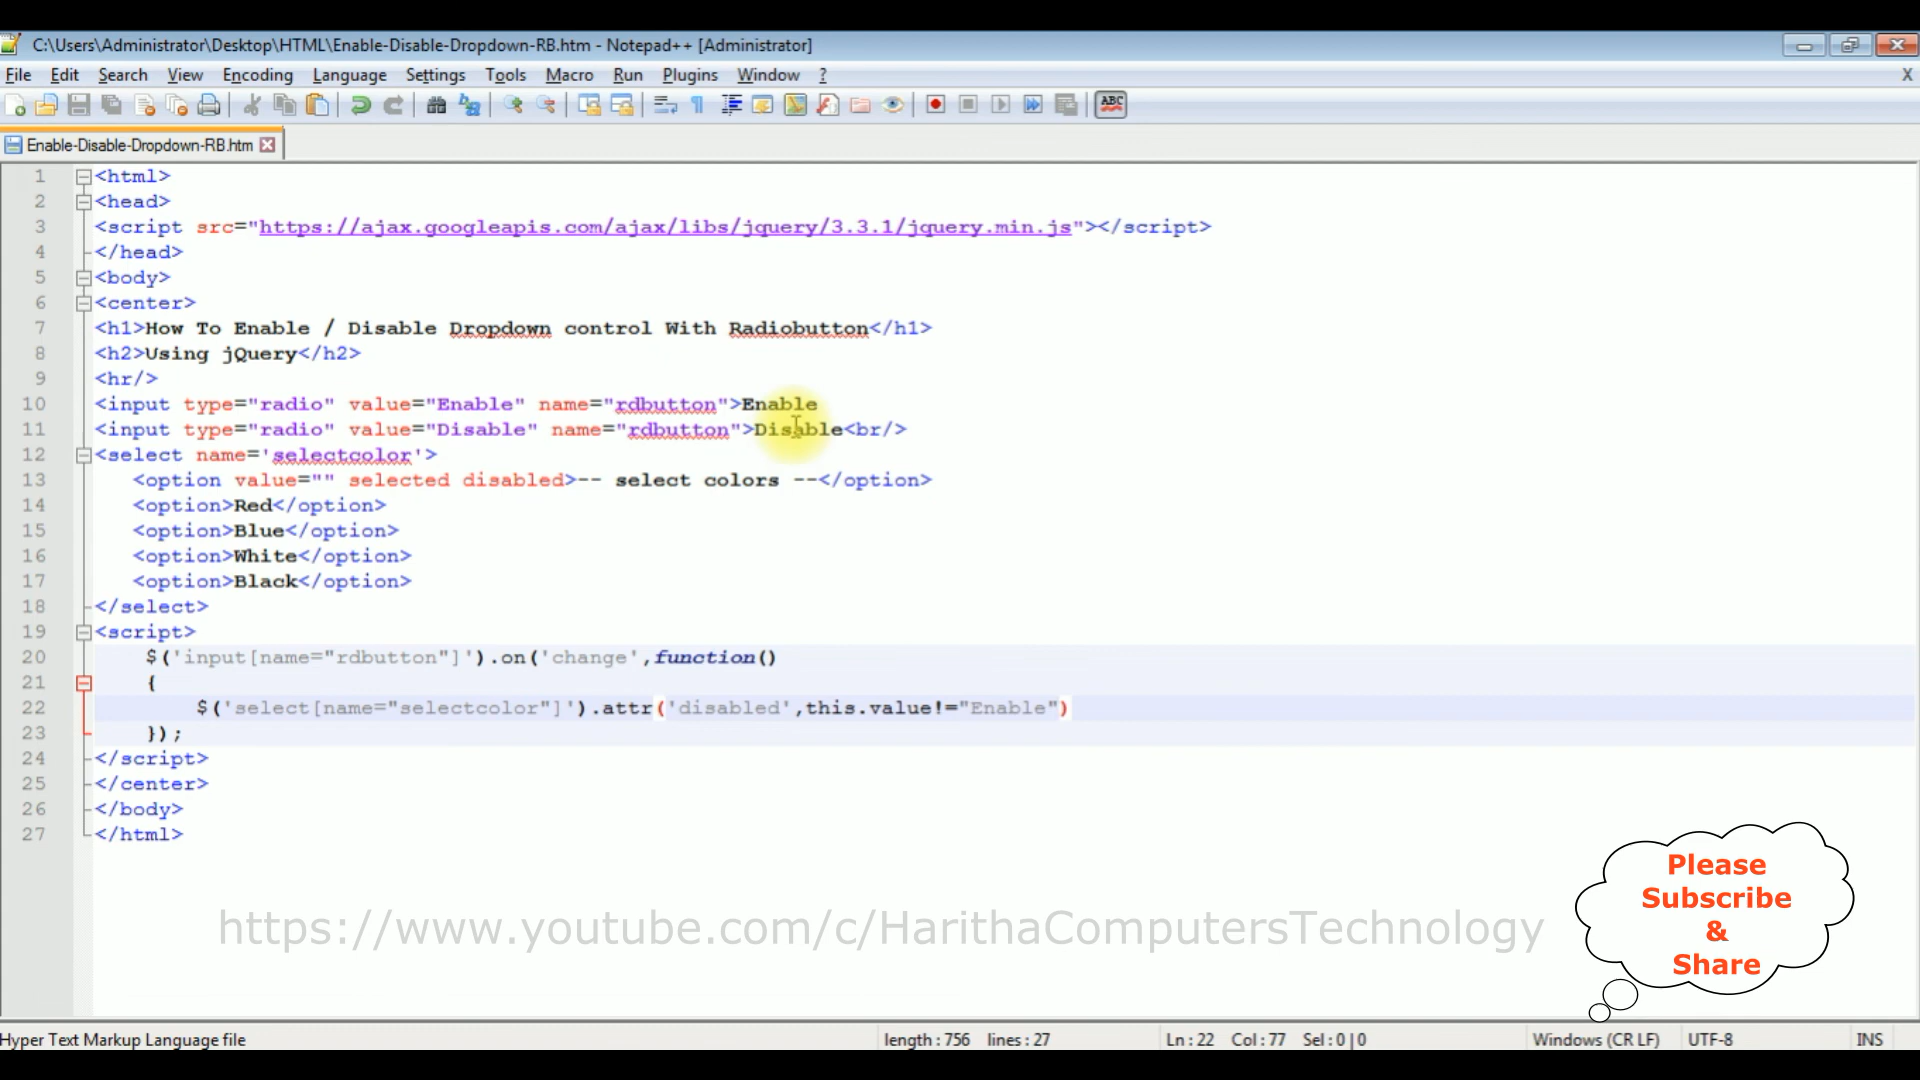 C:\Users\Administrator\Desktop\HTML\Enable-Disable-Dropdown-RB.htm - Notepad++ [Administrator]
File Edit Search View Encoding Language Settings Tools Macro Run Plugins Window ? X
ABC
Enable-Disable-Dropdown-RB.htm
1 <html>
2 <head>
3 <script src="https://ajax.googleapis.com/ajax/libs/jquery/3.3.1/jquery.min.js"></script>
4 </head>
5 <body>
6 <center>
7 <h1>How To Enable / Disable Dropdown control With Radiobutton</h1>
8 <h2>Using jQuery</h2>
9 <hr/>
10 <input type="radio" value="Enable" name="rdbutton">Enable
11 <input type="radio" value="Disable" name="rdbutton">Disable<br/>
12 <select name='selectcolor'>
13 <option value="" selected disabled>-- select colors --</option>
14 <option>Red</option>
15 <option>Blue</option>
16 <option>White</option>
17 <option>Black</option>
18 </select>
19 <script>
20 $('input[name="rdbutton"]').on('change',function()
21 {
22 $('select[name="selectcolor"]').attr('disabled',this.value!="Enable")
23 });
24 </script>
25 </center>
26 </body>
27 </html>
Please
Subscribe
&
Share
https://www.youtube.com/c/HarithaComputersTechnology
Hyper Text Markup Language file length : 756 lines : 27 Ln : 22 Col : 77 Sel : 0 | 0 Windows (CR LF) UTF-8 INS